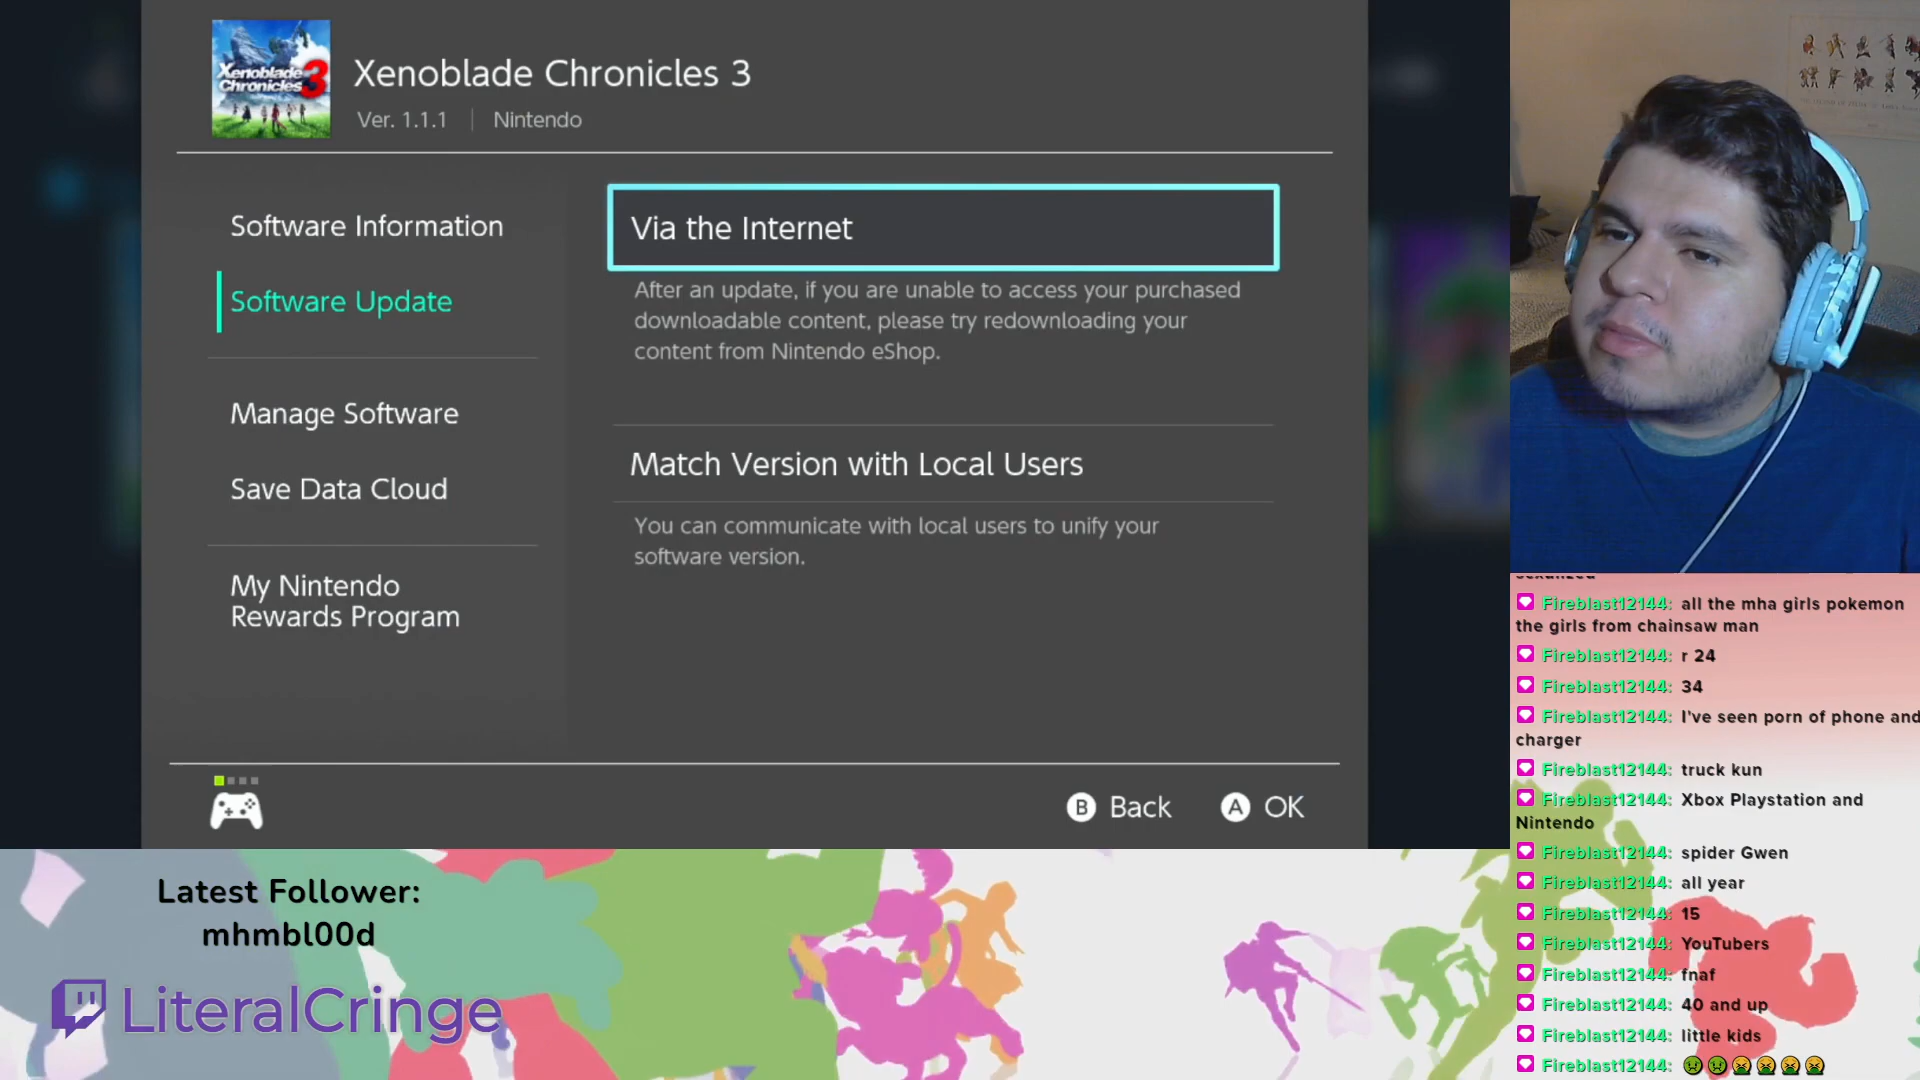 Xenoblade Chronicles 3
Xenoblade
Chronicles 3
Ver. 1.1.1 | Nintendo
Software Information
Software Update
Manage Software
Save Data Cloud
My Nintendo
Rewards Program
Via the Internet
After an update, if you are unable to access your purchased
downloadable content, please try redownloading your
content from Nintendo eShop.
Match Version with Local Users
You can communicate with local users to unify your
software version.
B Back
A OK
Latest Follower:
mhmbl00d
LiteralCringe
Fireblast12144: all the mha girls pokemon
the girls from chainsaw man
Fireblast12144: r 24
Fireblast12144: 34
Fireblast12144: I've seen porn of phone and
charger
Fireblast12144: truck kun
Fireblast12144: Xbox Playstation and
Nintendo
Fireblast12144: spider Gwen
Fireblast12144: all year
Fireblast12144: 15
Fireblast12144: YouTubers
Fireblast12144: fnaf
Fireblast12144: 40 and up
Fireblast12144: little kids
Fireblast12144: 🤢🤢🤮🤮🤮🤮